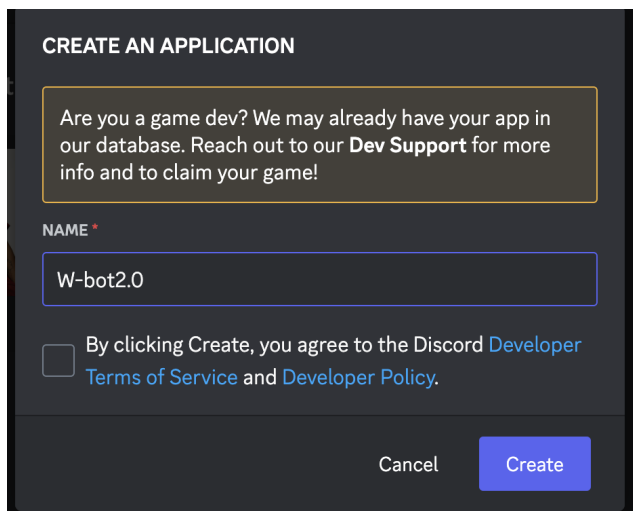 CREATE AN APPLICATION
Are you a game dev? We may already have your app in
our database. Reach out to our Dev Support for more
info and to claim your game!
NAME *
W-bot2.0
By clicking Create, you agree to the Discord Developer
Terms of Service and Developer Policy.
Cancel Create